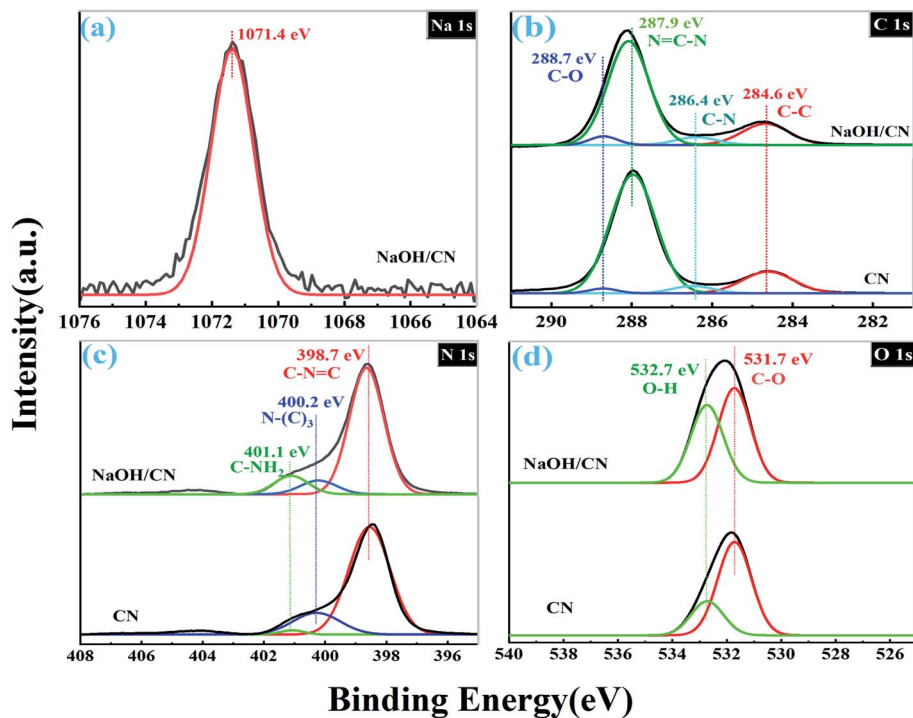 Intensity(a.u.)
(a)
Na 1s
1071.4 eV
NaOH/CN
1076 1074 1072 1070 1068 1066 1064
(b)
C 1s
287.9 eV
N=C-N
288.7 eV
C-O
286.4 eV
C-N
284.6 eV
C-C
NaOH/CN
CN
290 288 286 284 282
(c)
N 1s
398.7 eV
C-N=C
400.2 eV
N-(C)₃
401.1 eV
C-NH₂
NaOH/CN
CN
408 406 404 402 400 398 396
(d)
O 1s
532.7 eV
O-H
531.7 eV
C-O
NaOH/CN
CN
540 538 536 534 532 530 528 526
Binding Energy(eV)